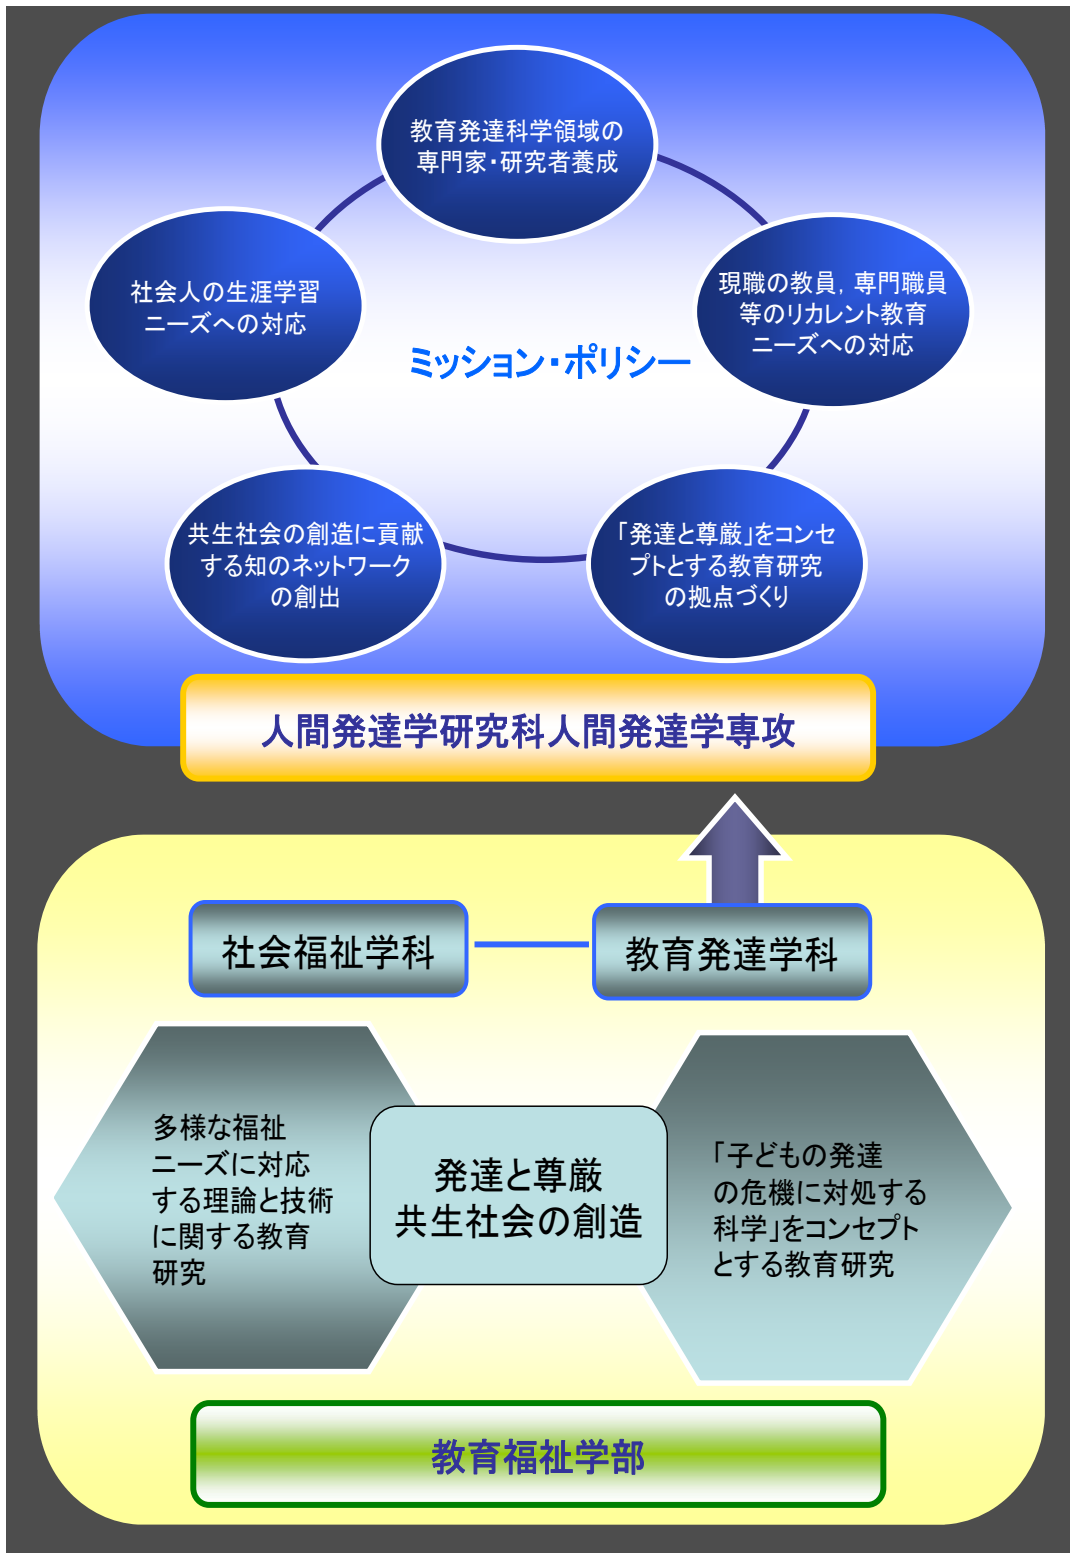 教育発達科学領域の
専門家・研究者養成
社会人の生涯学習
ニーズへの対応
現職の教員，専門職員
等のリカレント教育
ニーズへの対応
ミッション・ポリシー
共生社会の創造に貢献
する知のネットワーク
の創出
「発達と尊厳」をコンセ
プトとする教育研究
の拠点づくり
人間発達学研究科人間発達学専攻
社会福祉学科
教育発達学科
多様な福祉
ニーズに対応
する理論と技術
に関する教育
研究
発達と尊厳
共生社会の創造
「子どもの発達
の危機に対処する
科学」をコンセプト
とする教育研究
教育福祉学部